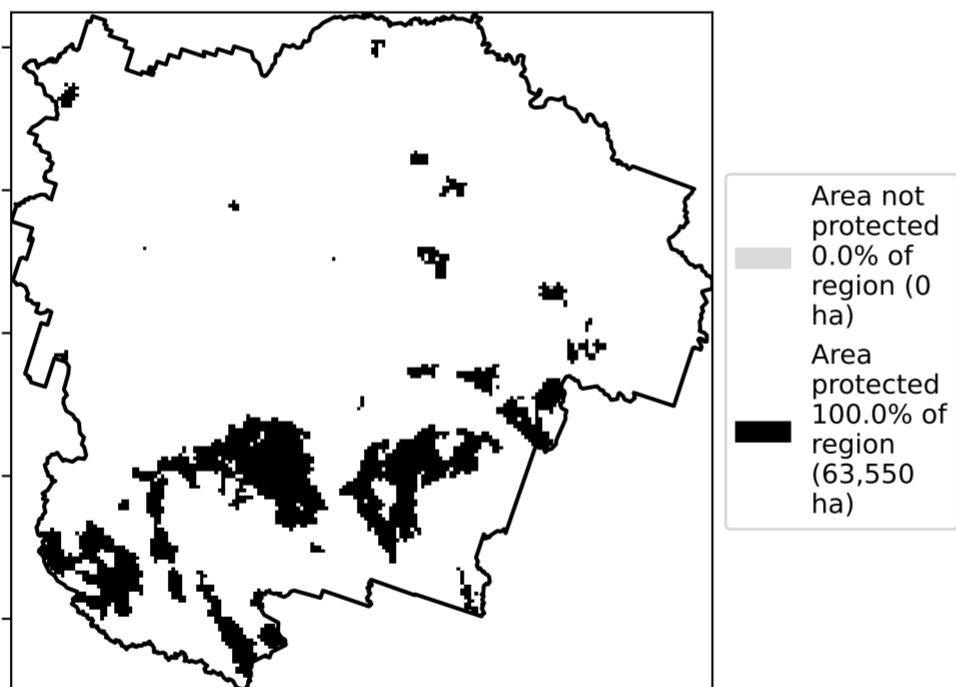 Area not
protected
0.0% of
region (0
ha)
Area
protected
100.0% of
region
(63,550
ha)